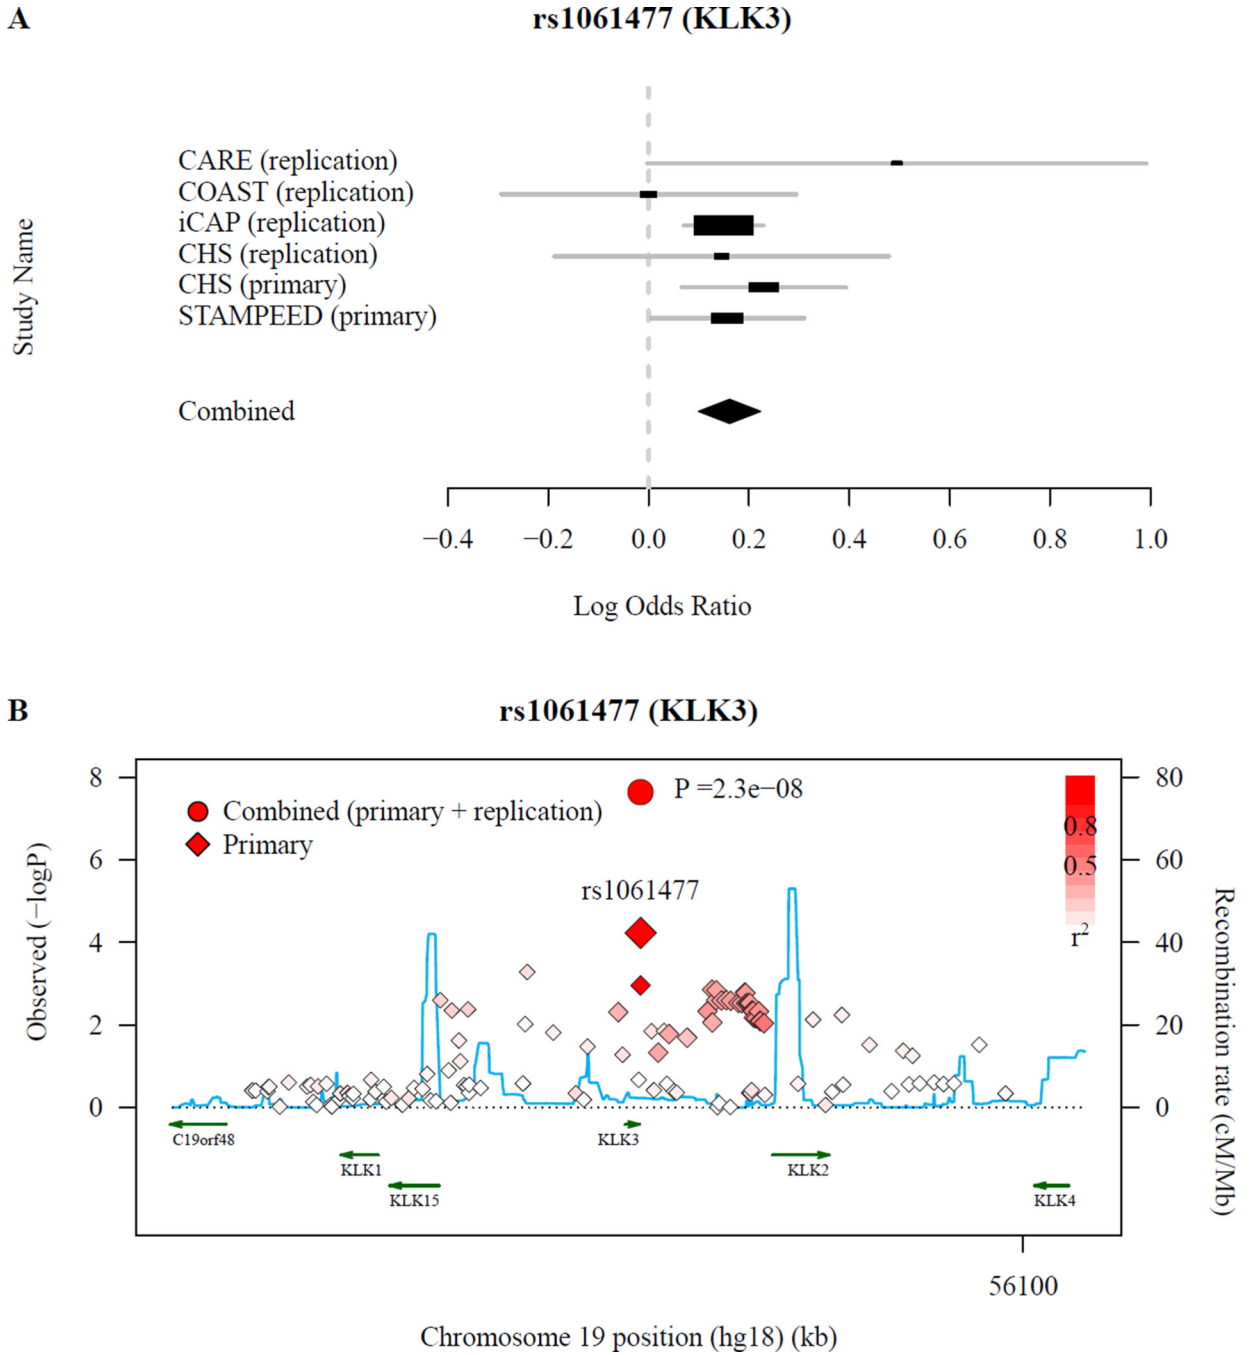 A
rs1061477 (KLK3)
Study Name
CARE (replication)
COAST (replication)
iCAP (replication)
CHS (replication)
CHS (primary)
STAMPEED (primary)
Combined
−0.4 −0.2 0.0 0.2 0.4 0.6 0.8 1.0
Log Odds Ratio
B
rs1061477 (KLK3)
Observed (−logP)
8
6
4
2
0
Combined (primary + replication)
Primary
P =2.3e−08
rs1061477
0.8
0.5
r²
80
60
40
20
0
Recombination rate (cM/Mb)
C19orf48
KLK1
KLK15
KLK3
KLK2
KLK4
56100
Chromosome 19 position (hg18) (kb)